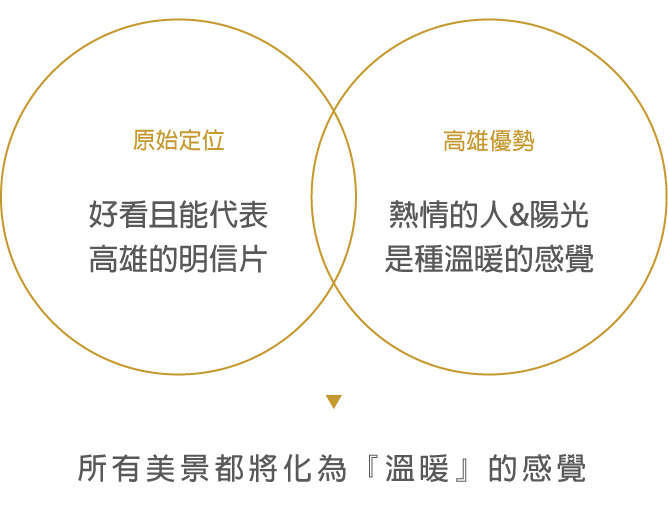 原始定位
好看且能代表
高雄的明信片
高雄優勢
熱情的人&陽光
是種溫暖的感覺
所有美景都將化為『溫暖』的感覺